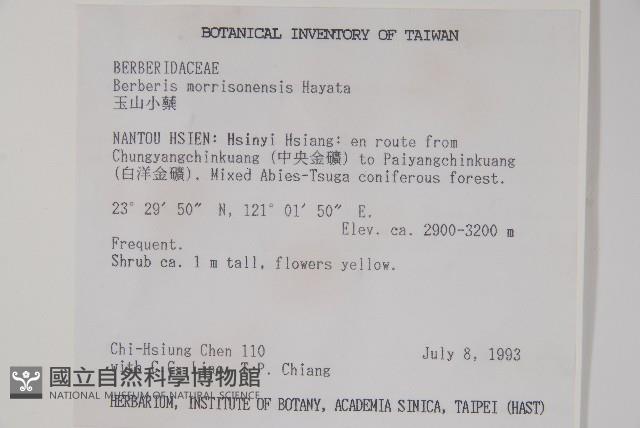 BOTANICAL INVENTORY OF TAIWAN
BERBERIDACEAE
Berberis morrisonensis Hayata
玉山小蘗
NANTOU HSIEN: Hsinyi Hsiang: en route from
Chungyangchinkuang (中央金礦) to Paiyangchinkuang
(白洋金礦). Mixed Abies-Tsuga coniferous forest.
23° 29′ 50″ N, 121° 01′ 50″ E.
Elev. ca. 2900-3200 m
Frequent.
Shrub ca. 1 m tall, flowers yellow.
Chi-Hsiung Chen 110 July 8, 1993
with C.C. Liao, T.P. Chiang
國立自然科學博物館
NATIONAL MUSEUM OF NATURAL SCIENCE
HERBARIUM, INSTITUTE OF BOTANY, ACADEMIA SINICA, TAIPEI (HAST)